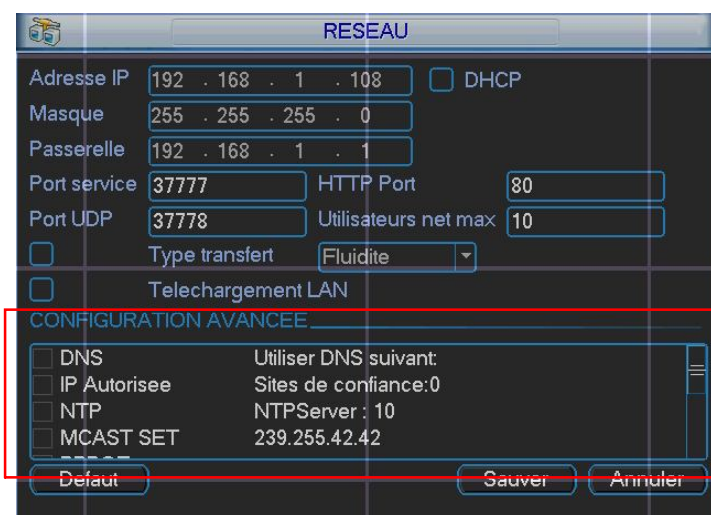 RESEAU
Adresse IP 192 . 168 . 1 . 108 DHCP
Masque 255 . 255 . 255 . 0
Passerelle 192 . 168 . 1 . 1
Port service 37777 HTTP Port 80
Port UDP 37778 Utilisateurs net max 10
Type transfert Fluidite
Telechargement LAN
CONFIGURATION AVANCEE
DNS Utiliser DNS suivant:
IP Autorisee Sites de confiance:0
NTP NTPServer : 10
MCAST SET 239.255.42.42
Defaut Sauver Annuler